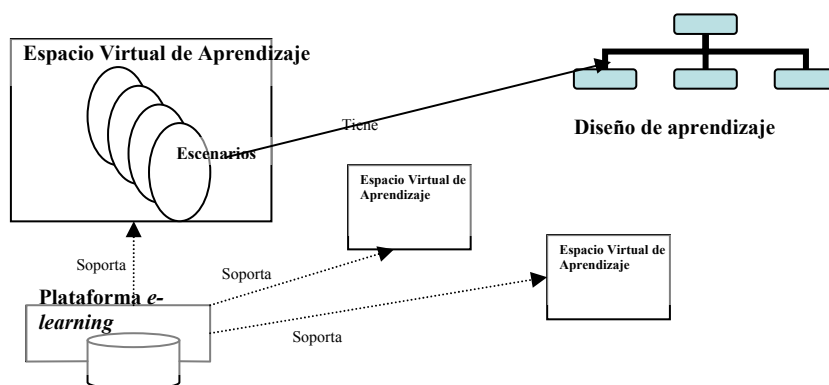 Espacio Virtual de Aprendizaje
Escenarios
Tiene
Diseño de aprendizaje
Espacio Virtual de
Aprendizaje
Espacio Virtual de
Aprendizaje
Soporta
Soporta
Soporta
Plataforma e-
learning